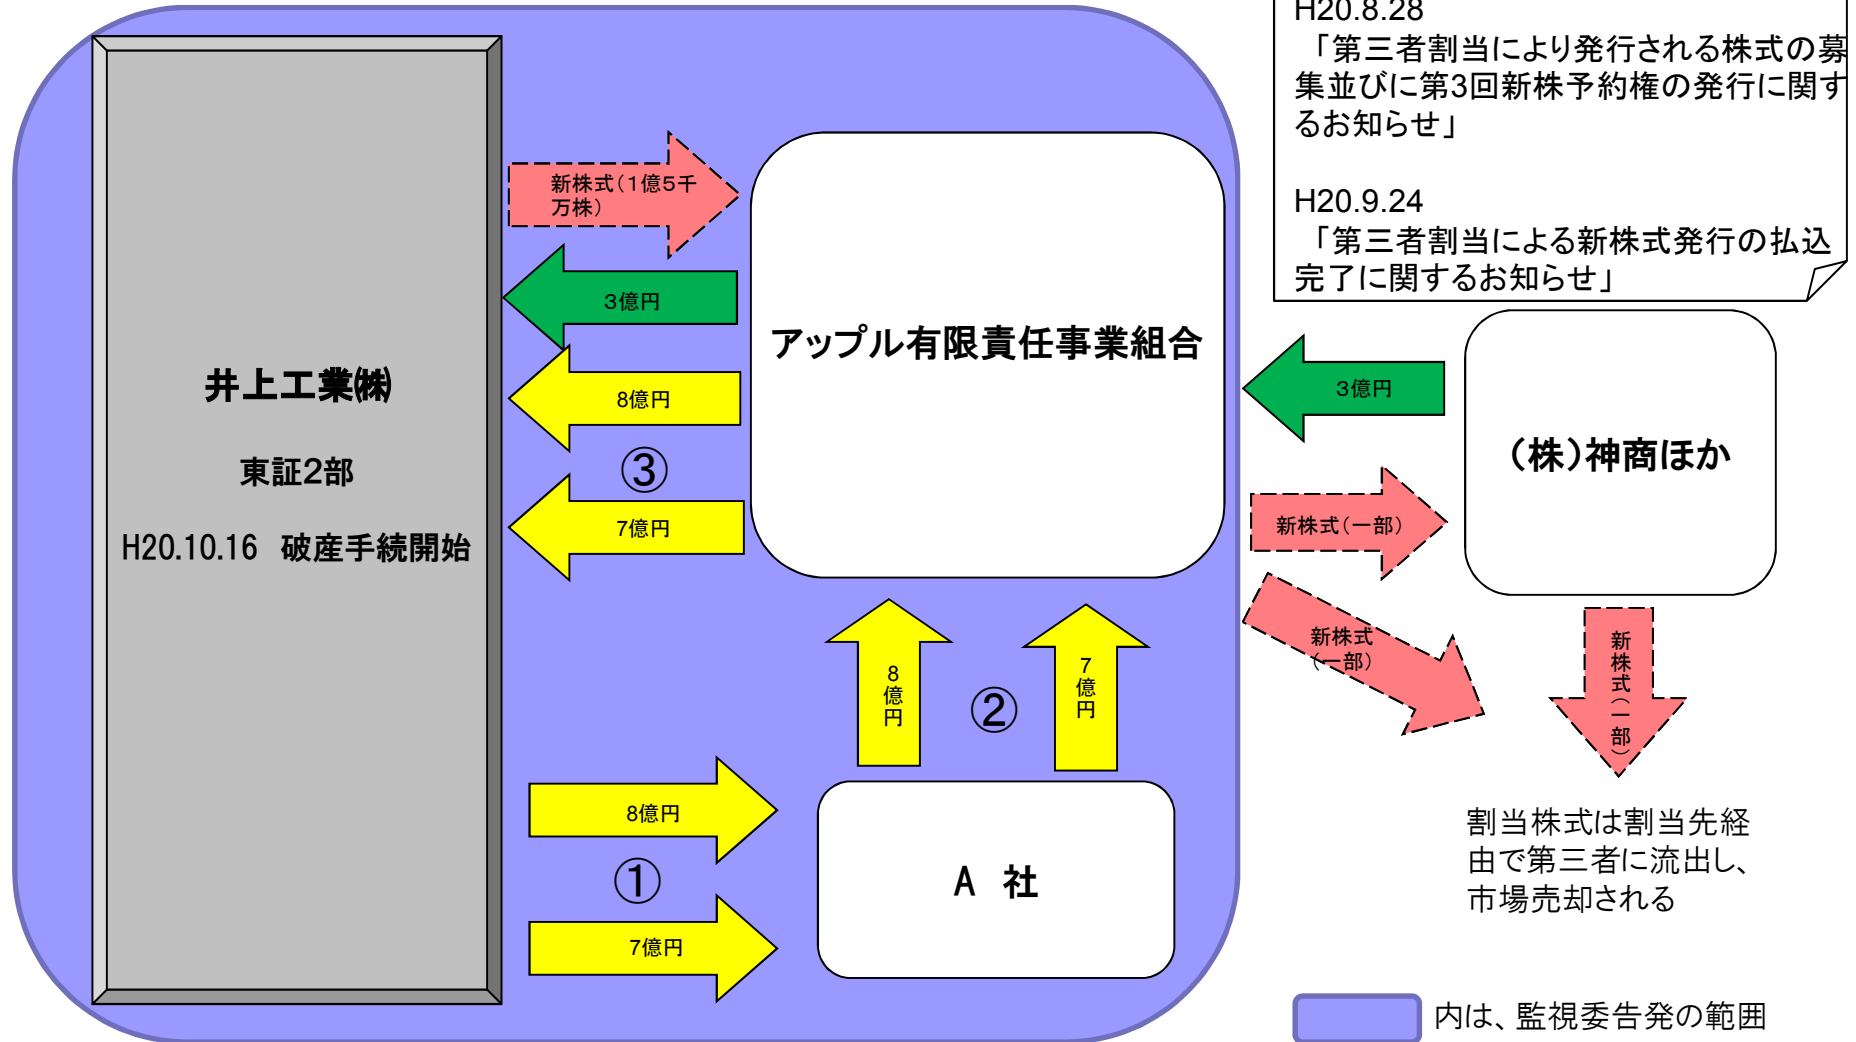 H20.8.28
「第三者割当により発行される株式の募
集並びに第3回新株予約権の発行に関す
るお知らせ」
H20.9.24
「第三者割当による新株式発行の払込
完了に関するお知らせ」
井上工業㈱
東証2部
H20.10.16 破産手続開始
新株式(1億5千
万株)
3億円
8億円
③
7億円
アップル有限責任事業組合
3億円
(株)神商ほか
新株式(一部)
新株式
(一部)
新株式(一部)
8億円
②
7億円
8億円
①
7億円
A 社
割当株式は割当先経
由で第三者に流出し、
市場売却される
内は、監視委告発の範囲